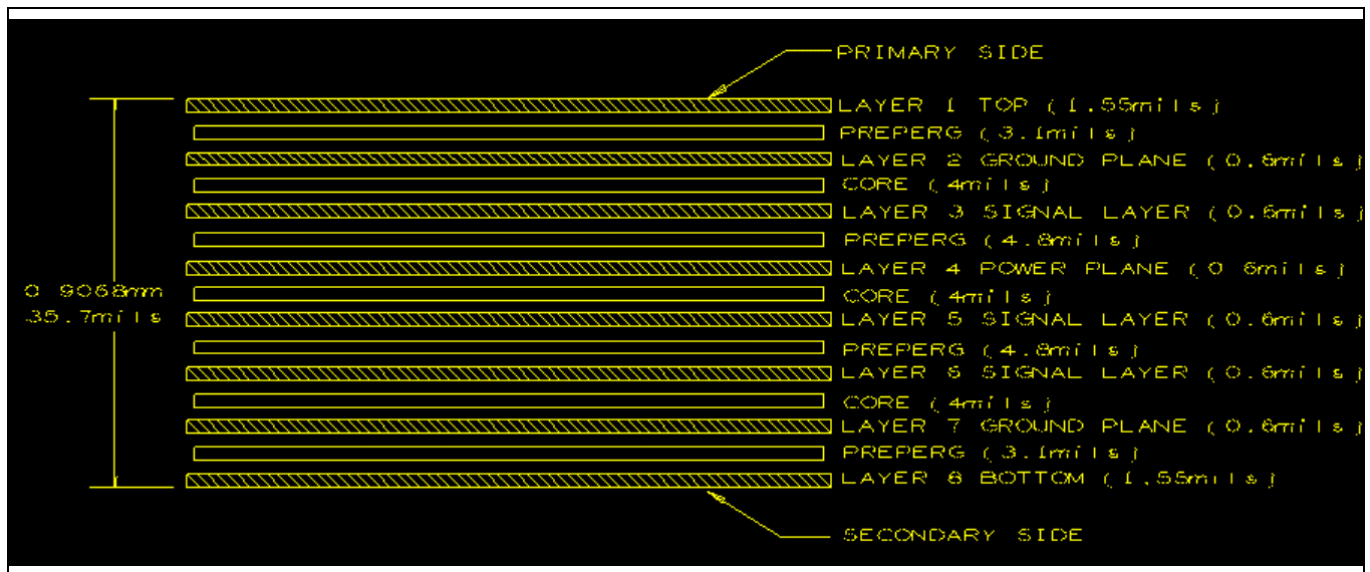 PRIMARY SIDE
LAYER 1 TOP (1.55mils)
PREPERG (3.1mils)
LAYER 2 GROUND PLANE (0.6mils)
CORE (4mils)
LAYER 3 SIGNAL LAYER (0.6mils)
PREPERG (4.8mils)
LAYER 4 POWER PLANE (0.6mils)
0.9068mm
35.7mils
CORE (4mils)
LAYER 5 SIGNAL LAYER (0.6mils)
PREPERG (4.8mils)
LAYER 6 SIGNAL LAYER (0.6mils)
CORE (4mils)
LAYER 7 GROUND PLANE (0.6mils)
PREPERG (3.1mils)
LAYER 8 BOTTOM (1.55mils)
SECONDARY SIDE